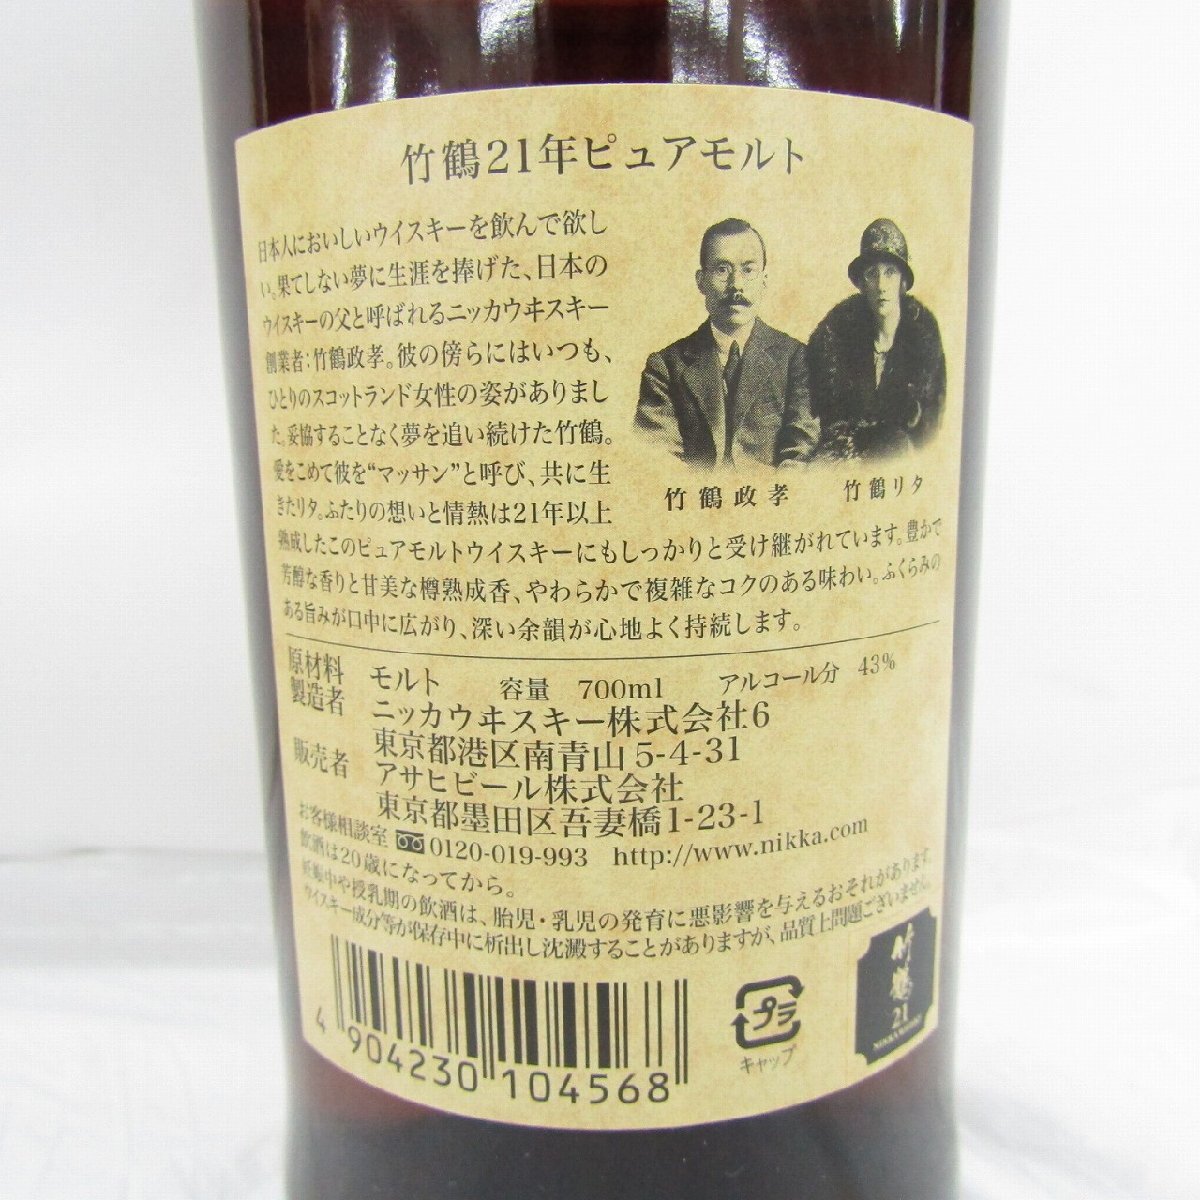 竹鶴21年ピュアモルト
日本人においしいウイスキーを飲んで欲し
い。果てしない夢に生涯を捧げた、日本の
ウイスキーの父と呼ばれるニッカウヰスキー
創業者:竹鶴政孝。彼の傍らにはいつも、
ひとりのスコットランド女性の姿がありまし
た。妥協することなく夢を追い続けた竹鶴。
愛をこめて彼を“マッサン”と呼び、共に生
きたリタ。ふたりの想いと情熱は21年以上
熟成したこのピュアモルトウイスキーにもしっかりと受け継がれています。豊かで
芳醇な香りと甘美な樽熟成香、やわらかで複雑なコクのある味わい。ふくらみの
ある旨みが口中に広がり、深い余韻が心地よく持続します。
竹鶴政孝 竹鶴リタ
原材料 モルト 容量 700ml アルコール分 43%
製造者 ニッカウヰスキー株式会社6
東京都港区南青山5-4-31
販売者 アサヒビール株式会社
東京都墨田区吾妻橋1-23-1
お客様相談室 0120-019-993 http://www.nikka.com
飲酒は20歳になってから。
妊娠中や授乳期の飲酒は、胎児・乳児の発育に悪影響を与えるおそれがあります。
ウイスキー成分等が保存中に析出し沈澱することがありますが、品質上問題ございません。
4 904230 104568
プラ
キャップ
竹鶴
21